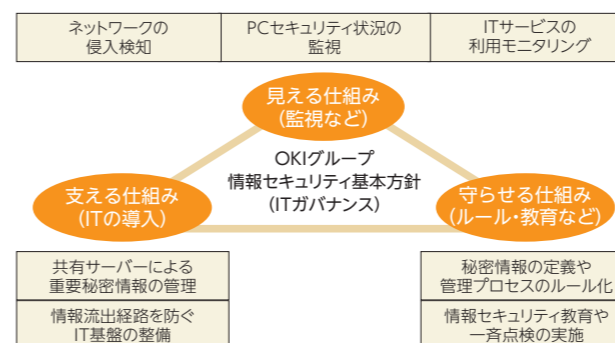 ネットワークの
侵入検知
PCセキュリティ状況の
監視
ITサービスの
利用モニタリング
見える仕組み
(監視など)
OKIグループ
情報セキュリティ基本方針
(ITガバナンス)
支える仕組み
(ITの導入)
守らせる仕組み
(ルール・教育など)
共有サーバーによる
重要秘密情報の管理
情報流出経路を防ぐ
IT基盤の整備
秘密情報の定義や
管理プロセスのルール化
情報セキュリティ教育や
一斉点検の実施